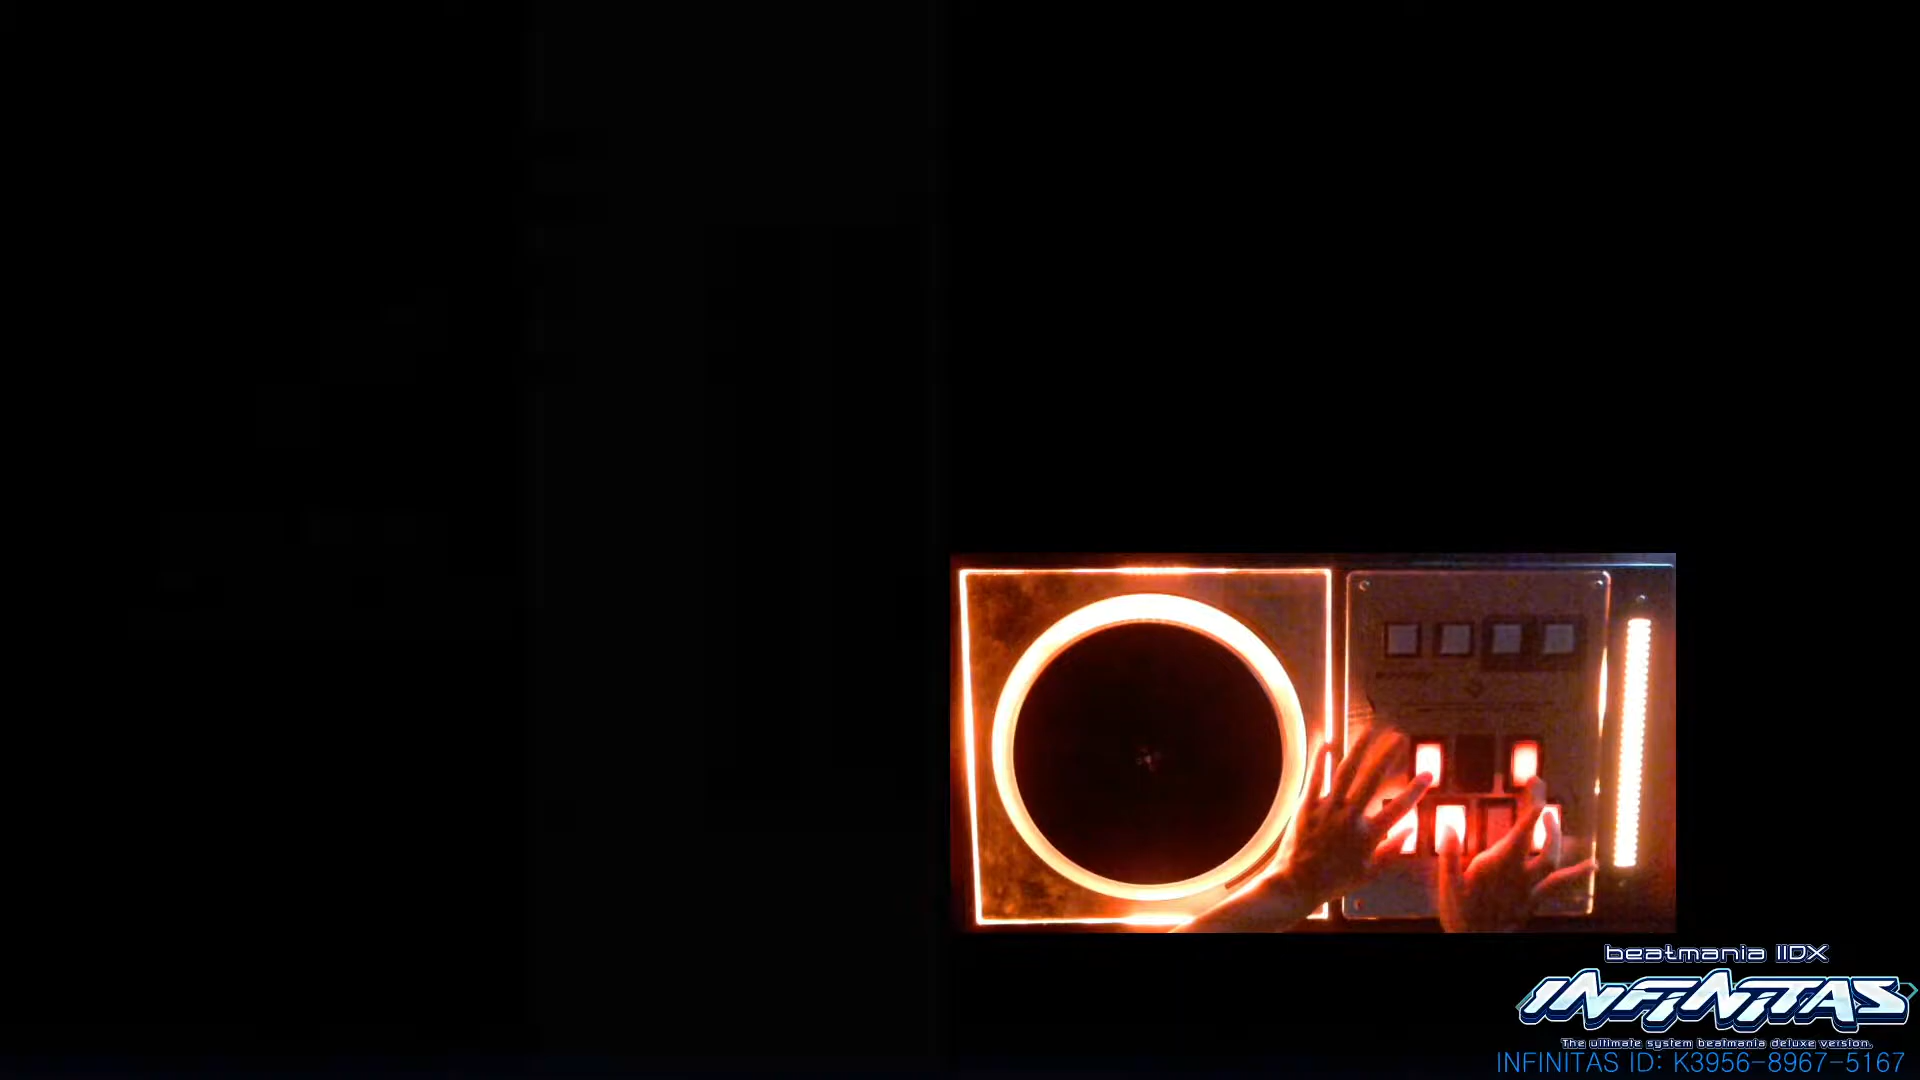 beatmania IIDX
INFINITAS
The ultimate system beatmania deluxe version.
INFINITAS ID: K3956-8967-5167